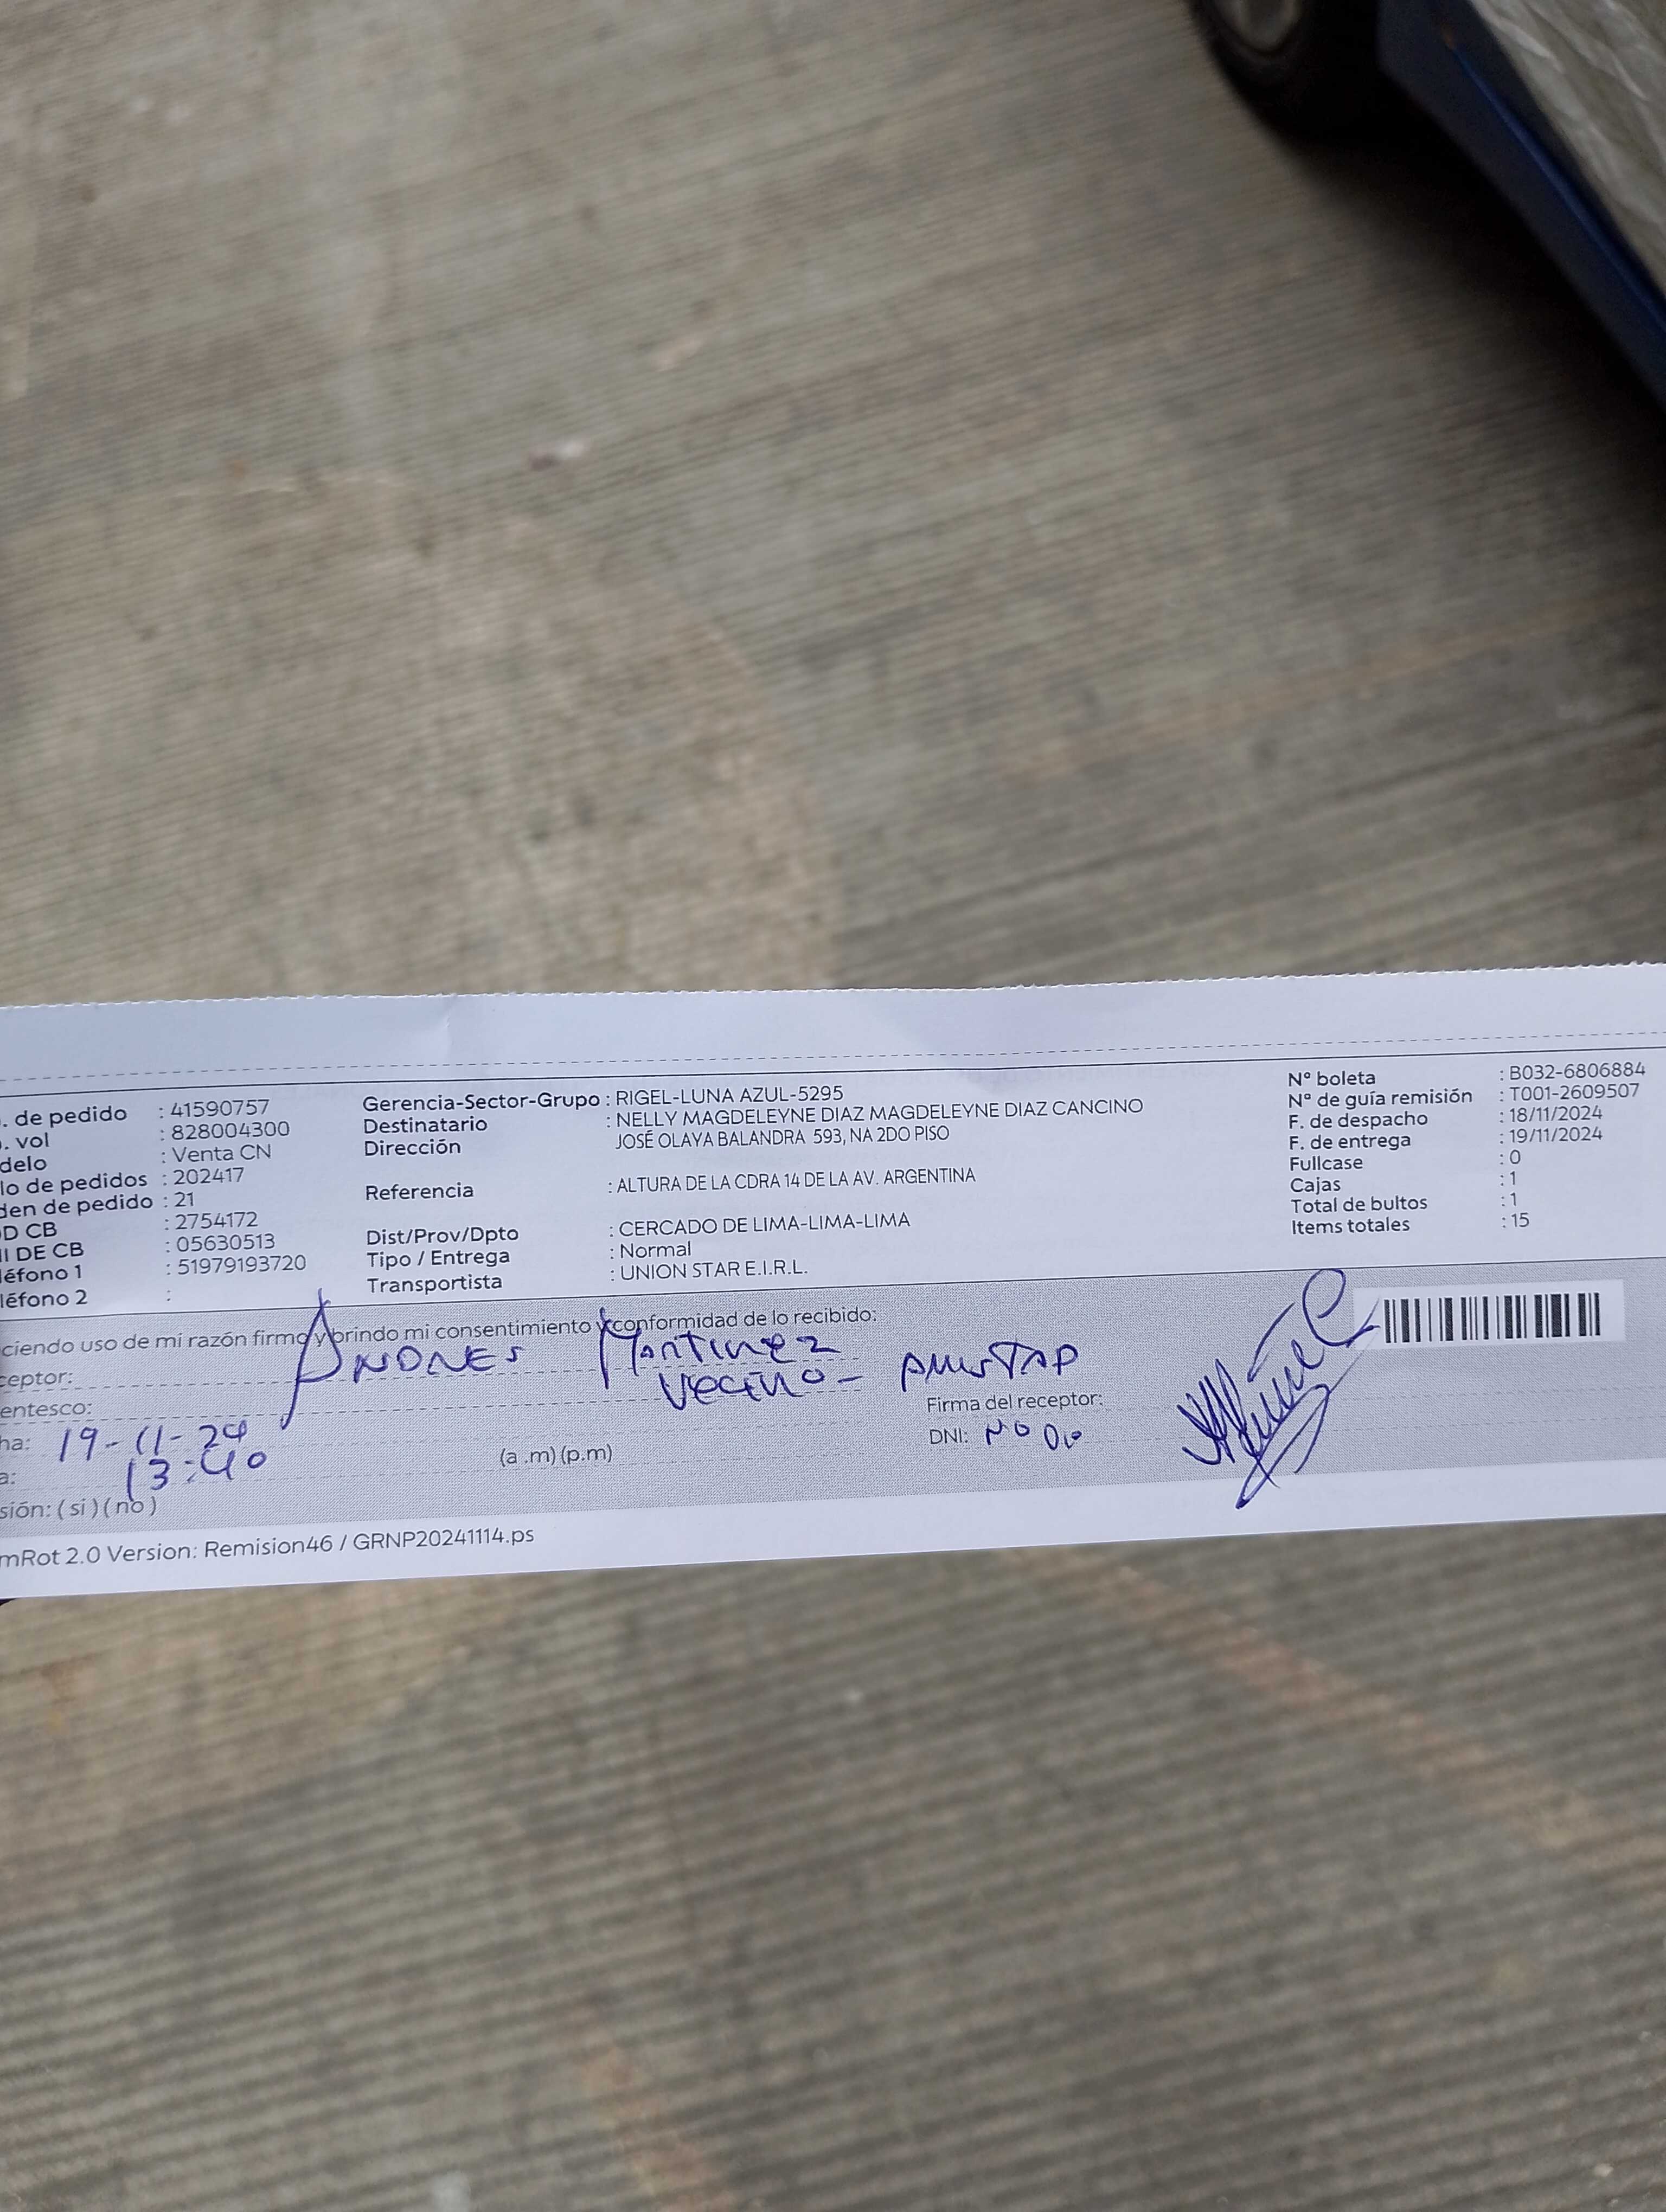 . de pedido : 41590757
. vol : 828004300
delo : Venta CN
lo de pedidos : 202417
den de pedido : 21
D CB : 2754172
I DE CB : 05630513
léfono 1 : 51979193720
léfono 2 :
Gerencia-Sector-Grupo : RIGEL-LUNA AZUL-5295
Destinatario : NELLY MAGDELEYNE DIAZ MAGDELEYNE DIAZ CANCINO
Dirección JOSÉ OLAYA BALANDRA 593, NA 2DO PISO
Referencia : ALTURA DE LA CDRA 14 DE LA AV. ARGENTINA
Dist/Prov/Dpto : CERCADO DE LIMA-LIMA-LIMA
Tipo / Entrega : Normal
Transportista : UNION STAR E.I.R.L.
N° boleta : B032-6806884
N° de guía remisión : T001-2609507
F. de despacho : 18/11/2024
F. de entrega : 19/11/2024
Fullcase : 0
Cajas : 1
Total de bultos : 1
Items totales : 15
ciendo uso de mi razón firmo y brindo mi consentimiento y conformidad de lo recibido:
ceptor: ANDRES Martinez
entesco: Vecino -
Firma del receptor:
ha: 19-11-24
DNI: NO DIO
a: 13:40 (a .m) (p.m)
sión: ( si ) ( no )
mRot 2.0 Version: Remision46 / GRNP20241114.ps